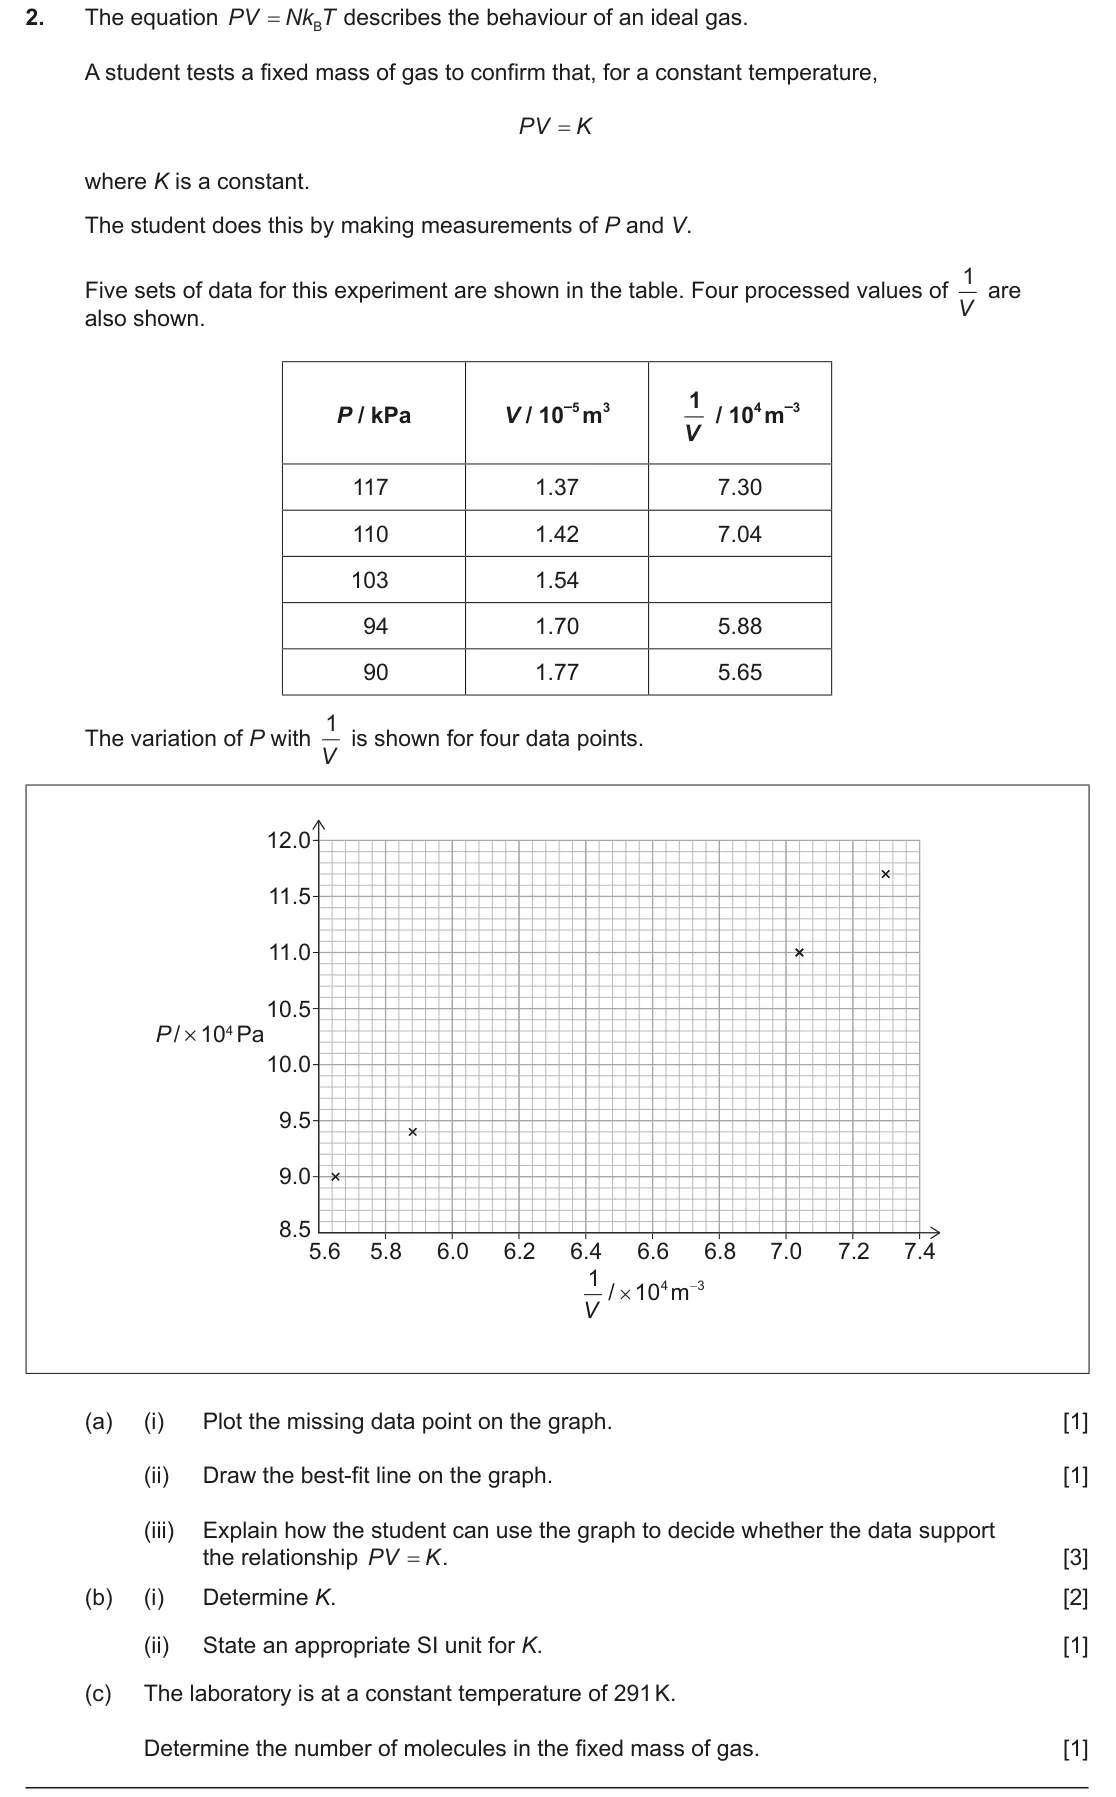 2. The equation PV = NkBT describes the behaviour of an ideal gas.
A student tests a fixed mass of gas to confirm that, for a constant temperature,
PV = K
where K is a constant.
The student does this by making measurements of P and V.
Five sets of data for this experiment are shown in the table. Four processed values of 1/V are
also shown.
P / kPa V / 10⁻⁵ m³ 1/V / 10⁴ m⁻³
117 1.37 7.30
110 1.42 7.04
103 1.54
94 1.70 5.88
90 1.77 5.65
The variation of P with 1/V is shown for four data points.
12.0
11.5
11.0
10.5
P / × 10⁴ Pa
10.0
9.5
9.0
8.5
5.6 5.8 6.0 6.2 6.4 6.6 6.8 7.0 7.2 7.4
1/V / × 10⁴ m⁻³
(a) (i) Plot the missing data point on the graph. [1]
(ii) Draw the best-fit line on the graph. [1]
(iii) Explain how the student can use the graph to decide whether the data support
the relationship PV = K. [3]
(b) (i) Determine K. [2]
(ii) State an appropriate SI unit for K. [1]
(c) The laboratory is at a constant temperature of 291 K.
Determine the number of molecules in the fixed mass of gas. [1]